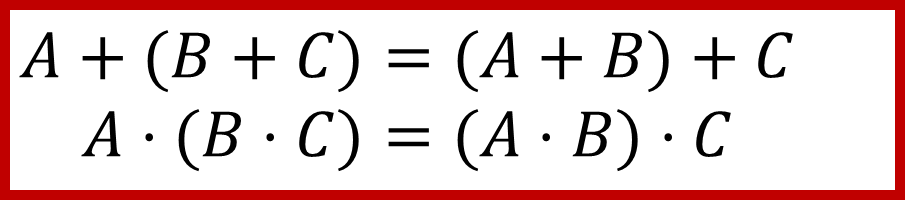 A + (B + C) = (A + B) + C
A · (B · C) = (A · B) · C